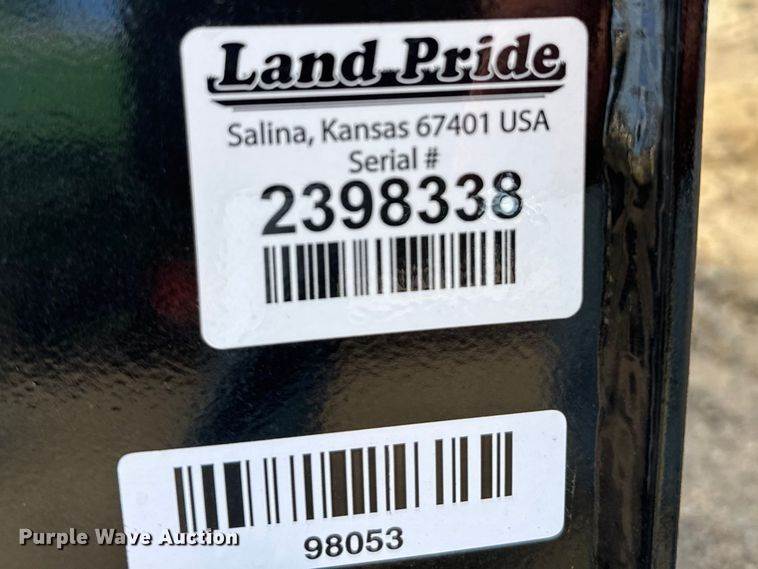 Land Pride
Salina, Kansas 67401 USA
Serial #
2398338
98053
Purple Wave Auction